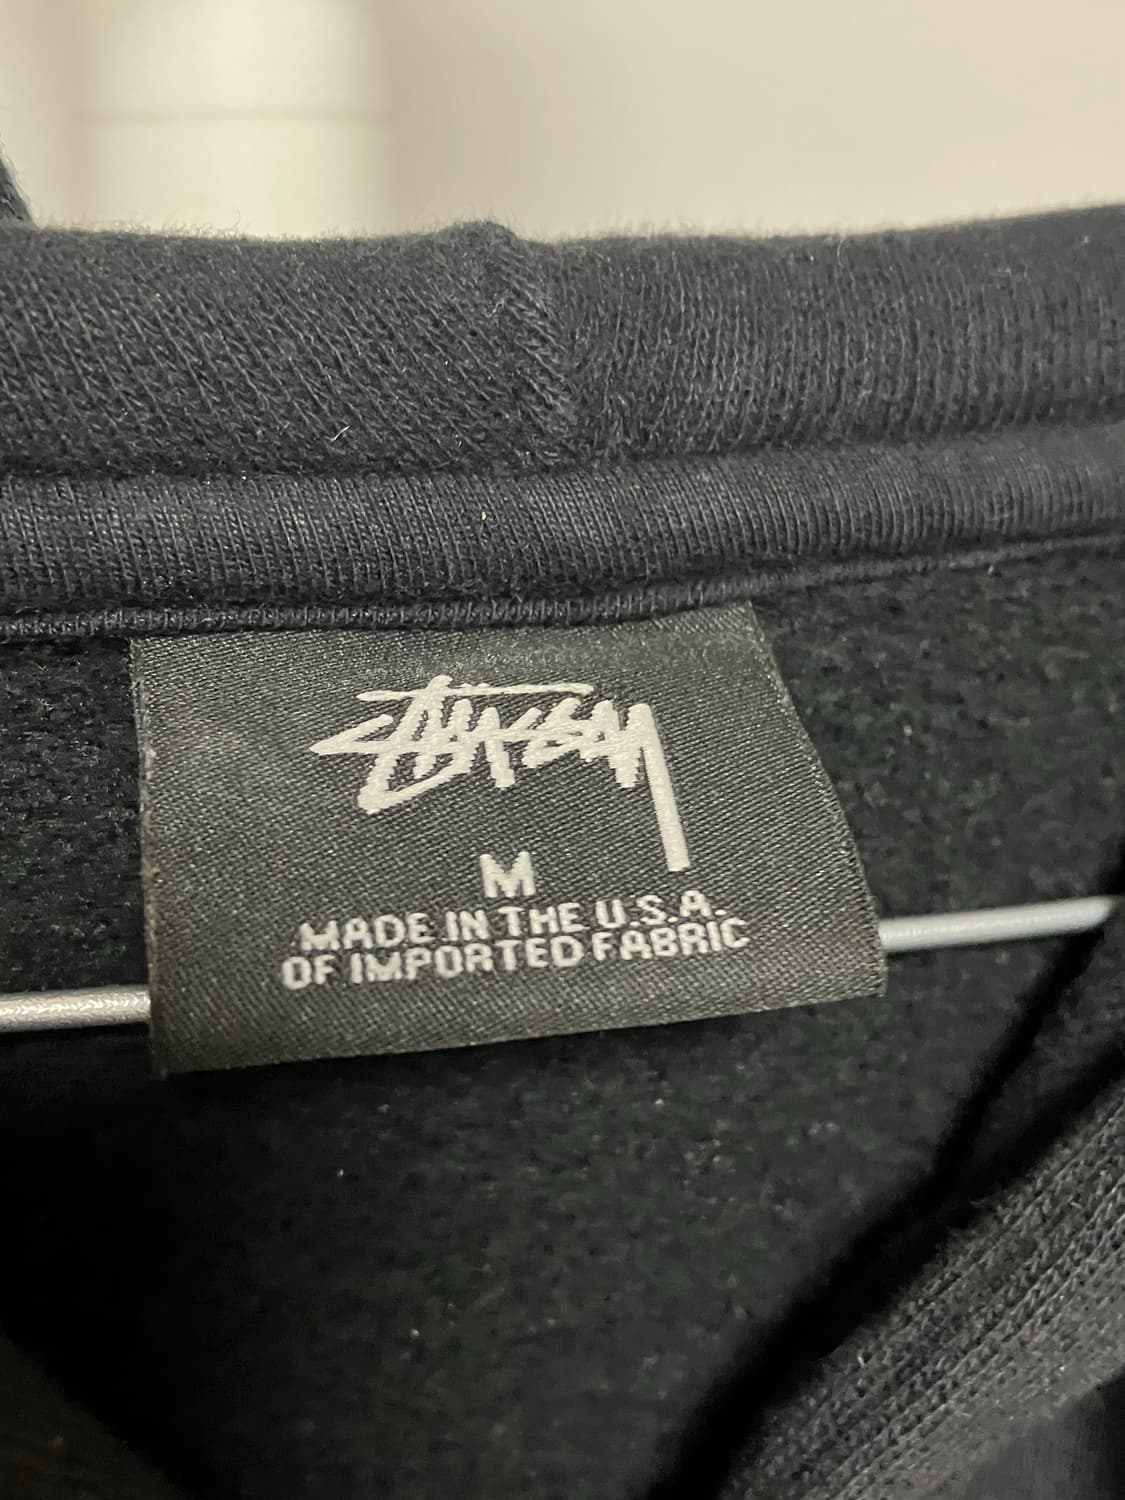 Stüssy
M
MADE IN THE U.S.A.
OF IMPORTED FABRIC